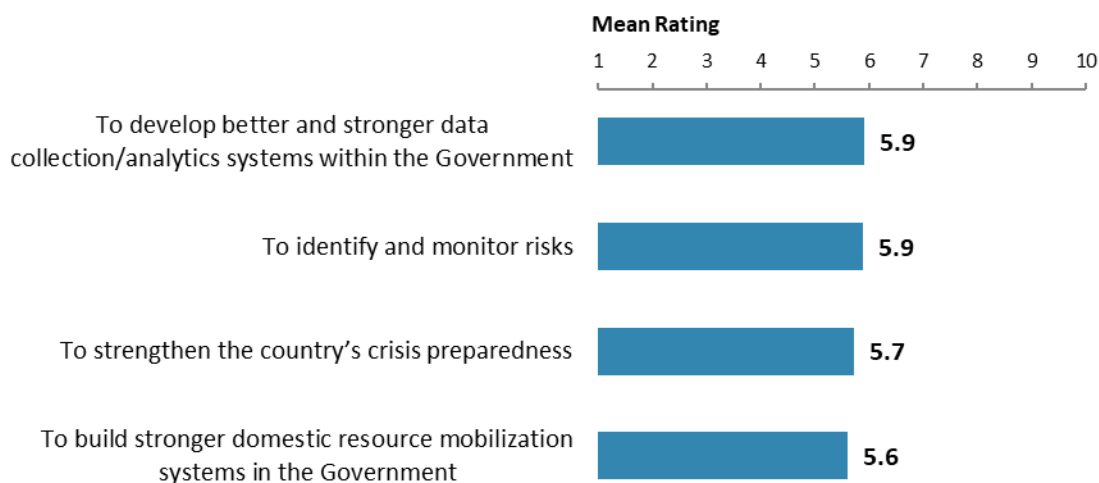 Mean Rating
1 2 3 4 5 6 7 8 9 10
To develop better and stronger data
collection/analytics systems within the Government
5.9
To identify and monitor risks
5.9
To strengthen the country’s crisis preparedness
5.7
To build stronger domestic resource mobilization
systems in the Government
5.6